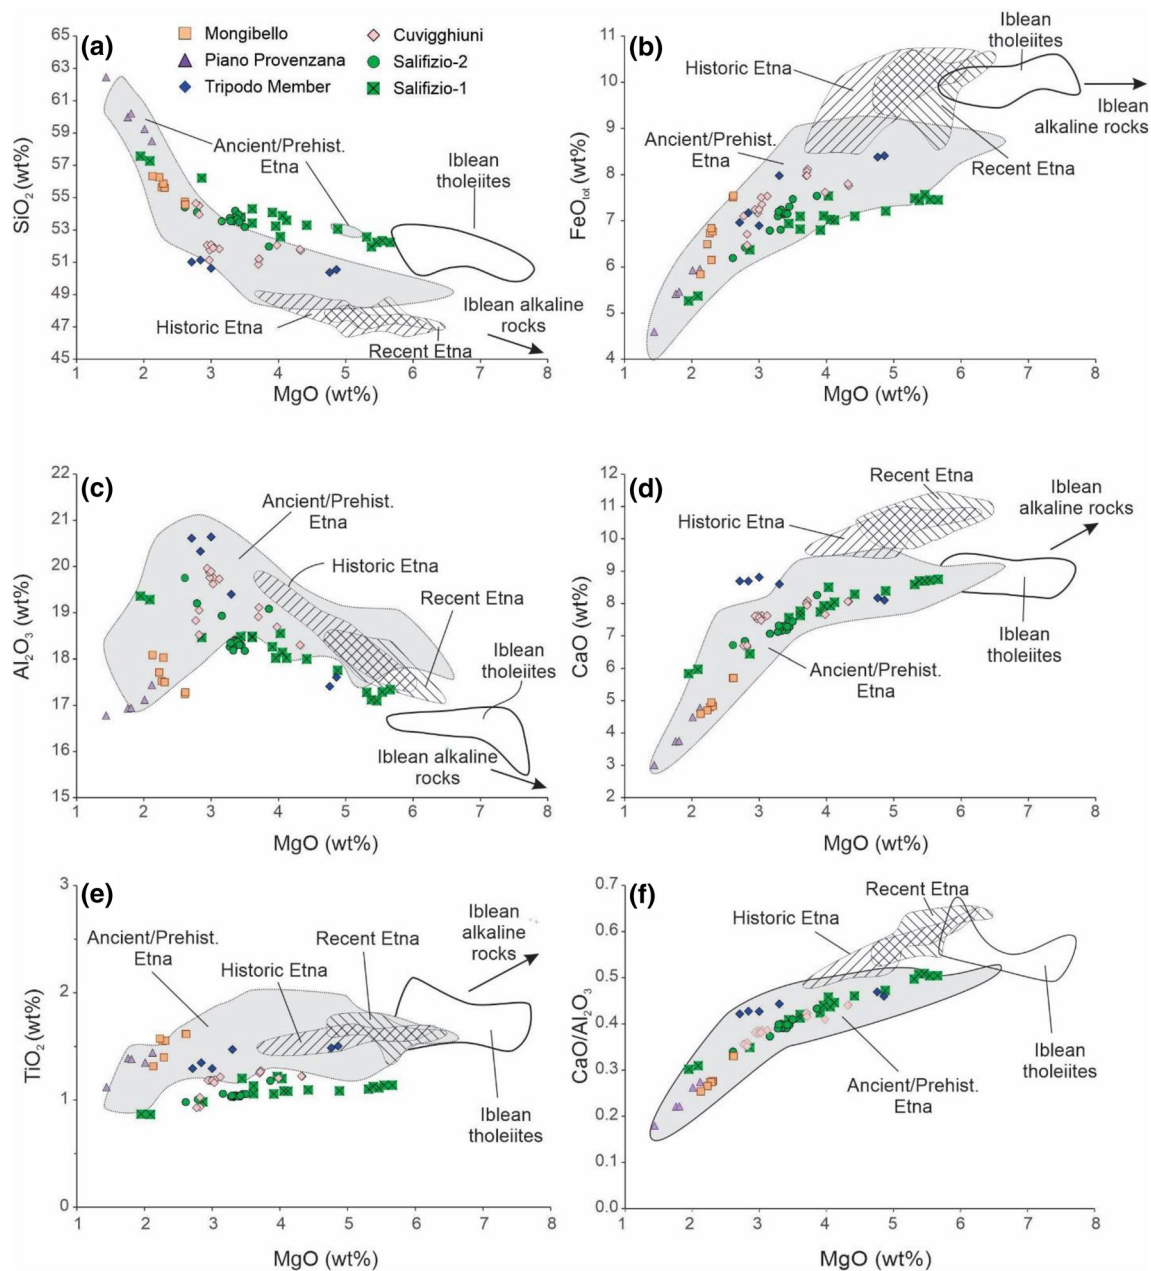 (a)
Mongibello
Piano Provenzana
Tripodo Member
Cuvigghiuni
Salifizio-2
Salifizio-1
65
63
61
59
57
55
53
51
49
47
45
SiO₂ (wt%)
Ancient/Prehist.
Etna
Iblean
tholeiites
Historic Etna
Iblean alkaline
rocks
Recent Etna
2
3
4
5
6
7
8
MgO (wt%)
(b)
11
10
9
8
7
6
5
4
FeOₜₒₜ (wt%)
Iblean
tholeiites
Historic Etna
Iblean
alkaline rocks
Ancient/Prehist.
Etna
Recent Etna
1
2
3
4
5
6
7
8
MgO (wt%)
(c)
22
21
20
19
18
17
16
15
Al₂O₃ (wt%)
Ancient/Prehist.
Etna
Historic Etna
Recent Etna
Iblean
tholeiites
Iblean alkaline
rocks
1
2
3
4
5
6
7
8
MgO (wt%)
(d)
12
11
10
9
8
7
6
5
4
3
2
CaO (wt%)
Recent Etna
Iblean
alkaline rocks
Historic Etna
Iblean
tholeiites
Ancient/Prehist.
Etna
1
2
3
4
5
6
7
8
MgO (wt%)
(e)
3
2
1
0
TiO₂ (wt%)
Iblean
alkaline
rocks
Ancient/Prehist.
Etna
Recent Etna
Historic Etna
Iblean
tholeiites
1
2
3
4
5
6
7
8
MgO (wt%)
(f)
0.7
0.6
0.5
0.4
0.3
0.2
0.1
0.0
CaO/Al₂O₃
Recent Etna
Historic Etna
Iblean
tholeiites
Ancient/Prehist.
Etna
1
2
3
4
5
6
7
8
MgO (wt%)